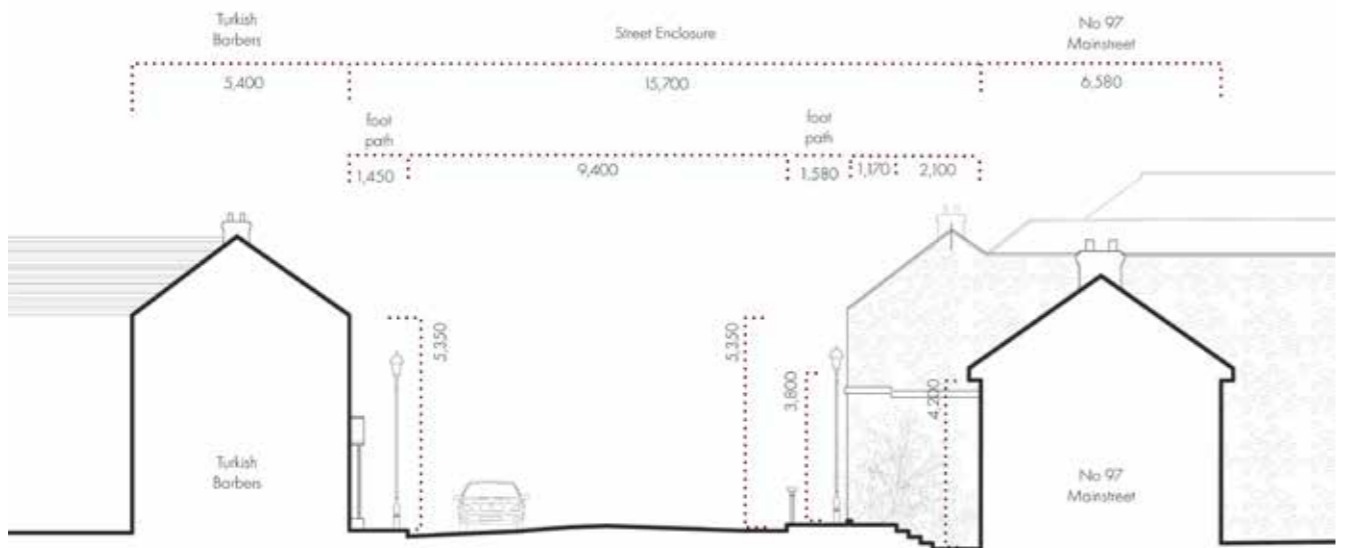 Turkish
Barbers
Street Enclosure
No 97
Mainstreet
5,400
15,700
6,580
foot
path
foot
path
1,450
9,400
1.580
1,170
2,100
5,350
5,350
3,800
4,200
Turkish
Barbers
No 97
Mainstreet